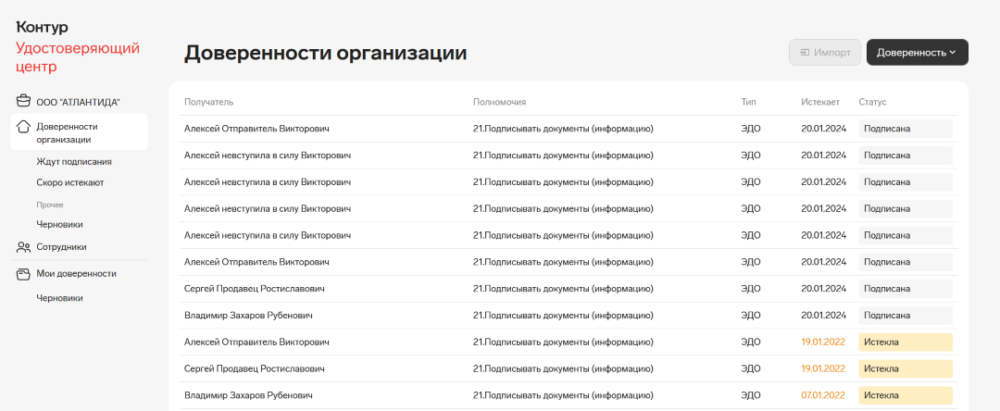 Контур
Удостоверяющий
центр
ООО "АТЛАНТИДА"
Доверенности
организации
Ждут подписания
Скоро истекают
Прочее
Черновики
Сотрудники
Мои доверенности
Черновики
Доверенности организации
Импорт
Доверенность
Получатель Полномочия Тип Истекает Статус
Алексей Отправитель Викторович 21.Подписывать документы (информацию) ЭДО 20.01.2024 Подписана
Алексей невступила в силу Викторович 21.Подписывать документы (информацию) ЭДО 20.01.2024 Подписана
Алексей невступила в силу Викторович 21.Подписывать документы (информацию) ЭДО 20.01.2024 Подписана
Алексей невступила в силу Викторович 21.Подписывать документы (информацию) ЭДО 20.01.2024 Подписана
Алексей невступила в силу Викторович 21.Подписывать документы (информацию) ЭДО 20.01.2024 Подписана
Алексей Отправитель Викторович 21.Подписывать документы (информацию) ЭДО 20.01.2024 Подписана
Сергей Продавец Ростиславович 21.Подписывать документы (информацию) ЭДО 20.01.2024 Подписана
Владимир Захаров Рубенович 21.Подписывать документы (информацию) ЭДО 20.01.2024 Подписана
Алексей Отправитель Викторович 21.Подписывать документы (информацию) ЭДО 19.01.2022 Истекла
Сергей Продавец Ростиславович 21.Подписывать документы (информацию) ЭДО 19.01.2022 Истекла
Владимир Захаров Рубенович 21.Подписывать документы (информацию) ЭДО 07.01.2022 Истекла